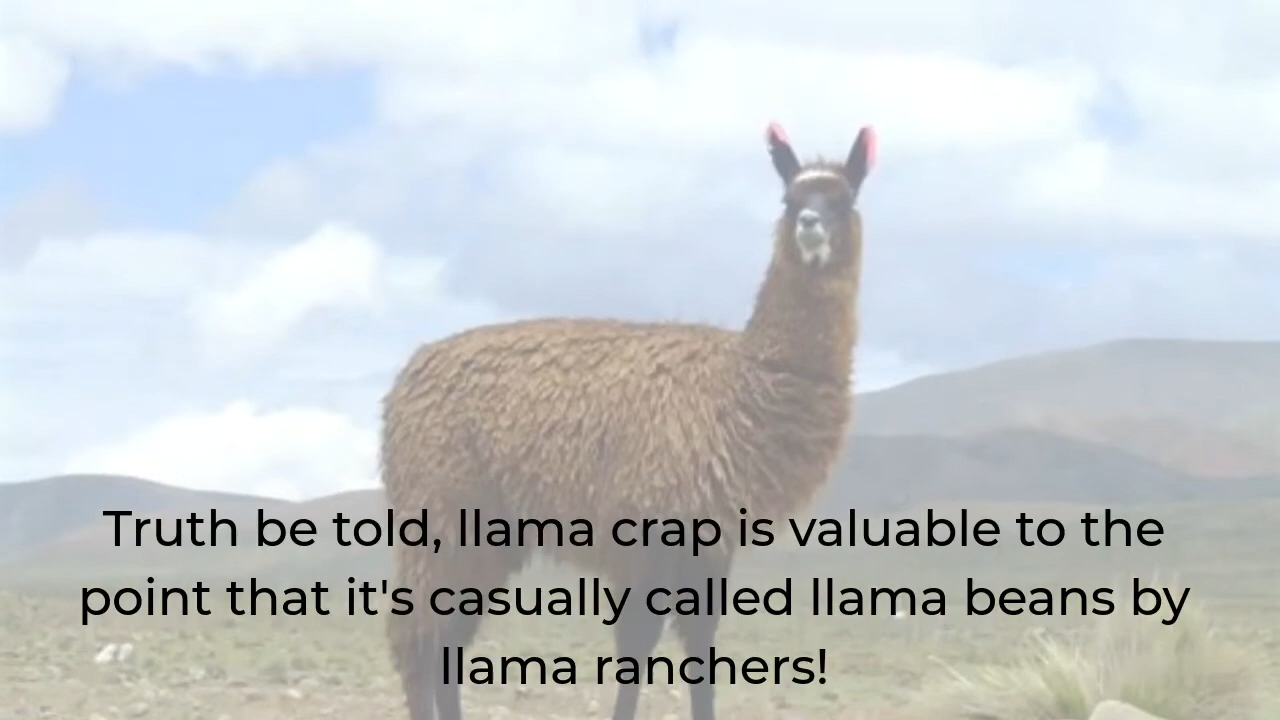 Truth be told, llama crap is valuable to the
point that it's casually called llama beans by
llama ranchers!